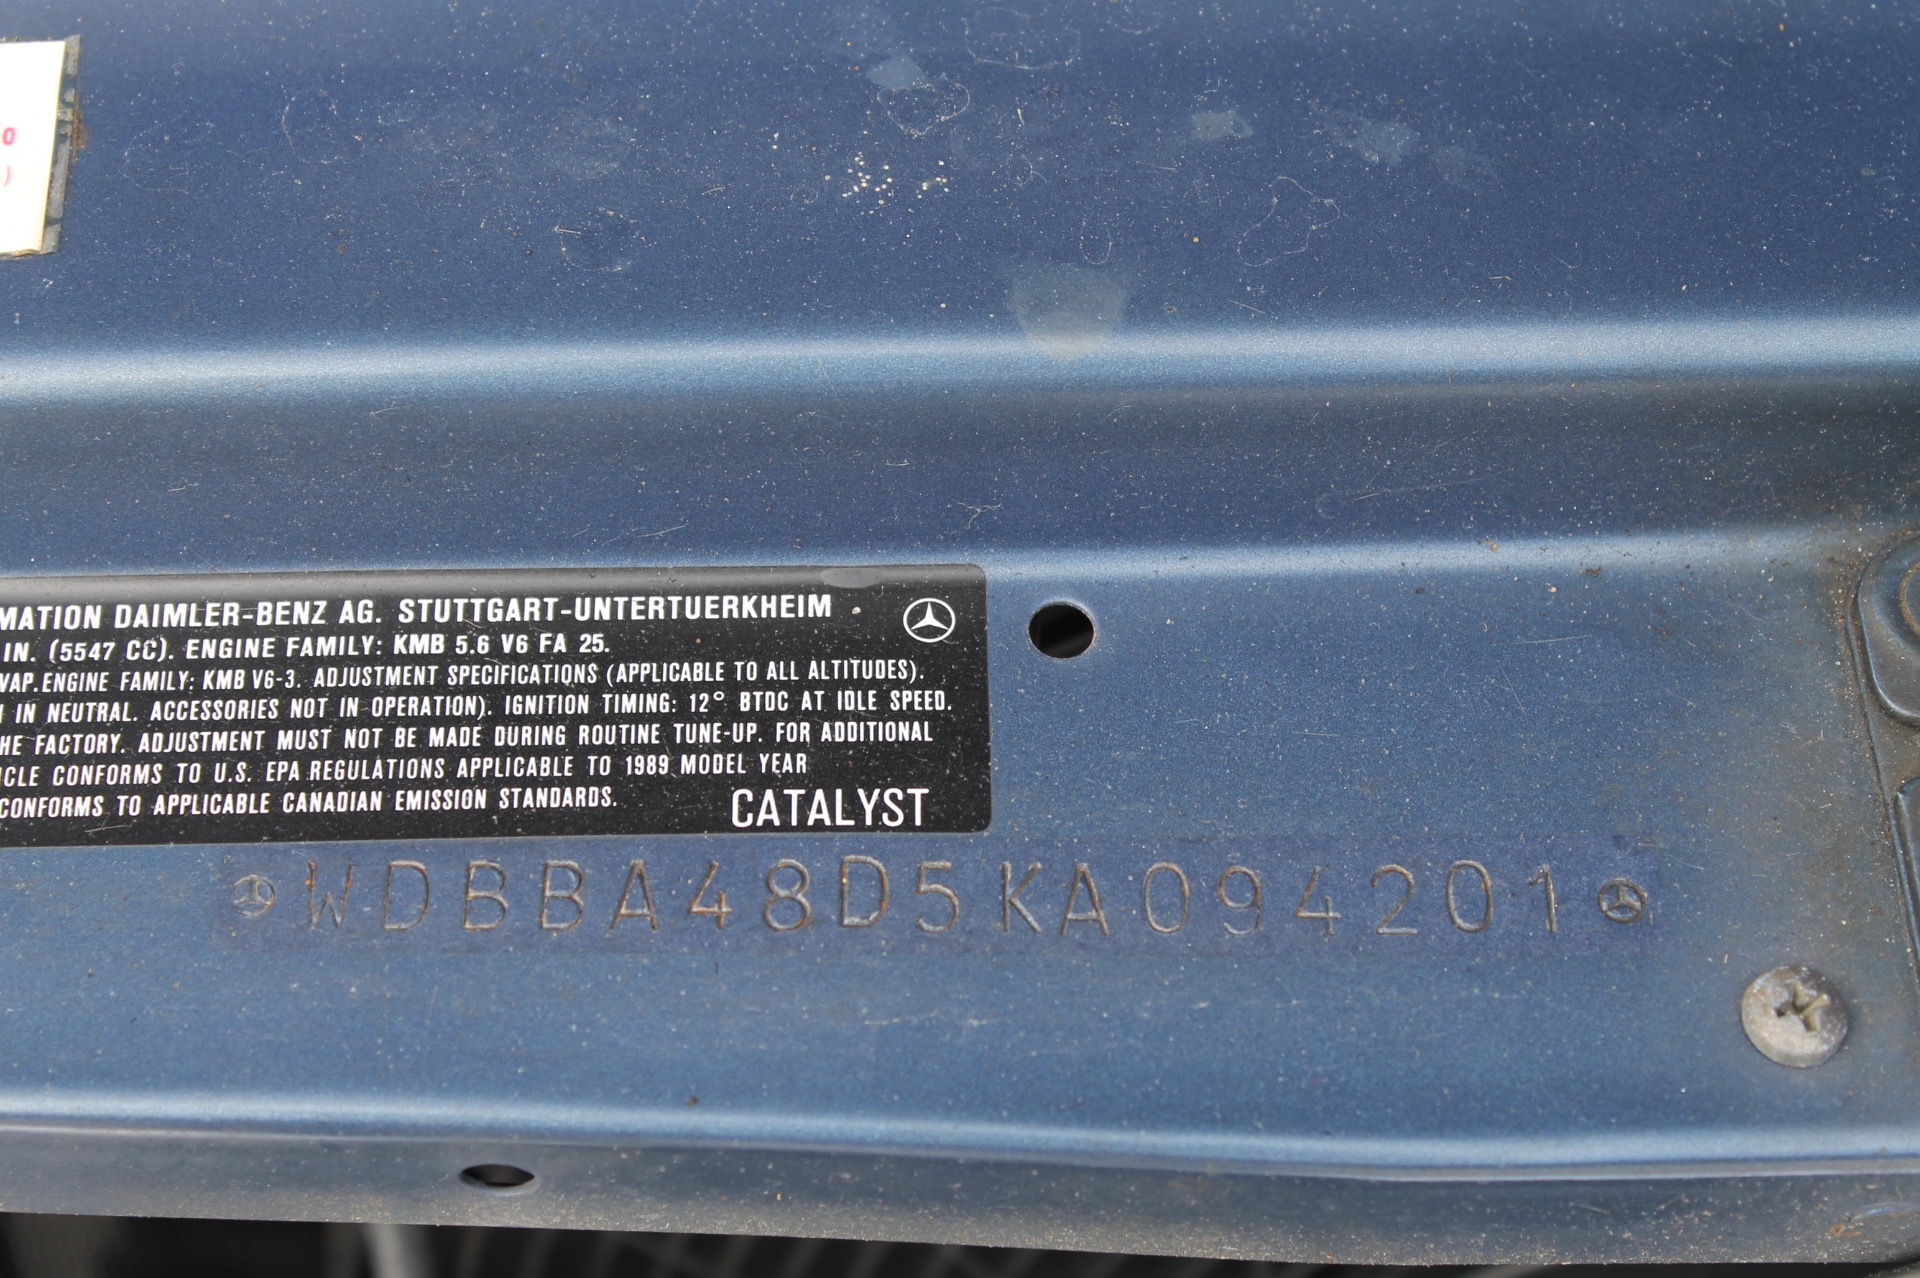 0
)
MATION DAIMLER-BENZ AG. STUTTGART-UNTERTUERKHEIM
IN. (5547 CC). ENGINE FAMILY: KMB 5.6 V6 FA 25.
VAP. ENGINE FAMILY: KMB V6-3. ADJUSTMENT SPECIFICATIONS (APPLICABLE TO ALL ALTITUDES).
IN NEUTRAL. ACCESSORIES NOT IN OPERATION). IGNITION TIMING: 12° BTDC AT IDLE SPEED.
HE FACTORY. ADJUSTMENT MUST NOT BE MADE DURING ROUTINE TUNE-UP. FOR ADDITIONAL
ICLE CONFORMS TO U.S. EPA REGULATIONS APPLICABLE TO 1989 MODEL YEAR
CONFORMS TO APPLICABLE CANADIAN EMISSION STANDARDS.
CATALYST
WDBBA48D5KA094201